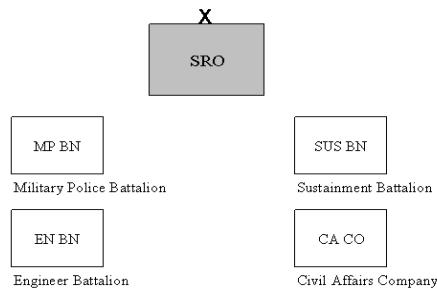 X
SRO
MP BN
SUS BN
Military Police Battalion
Sustainment Battalion
EN BN
CA CO
Engineer Battalion
Civil Affairs Company